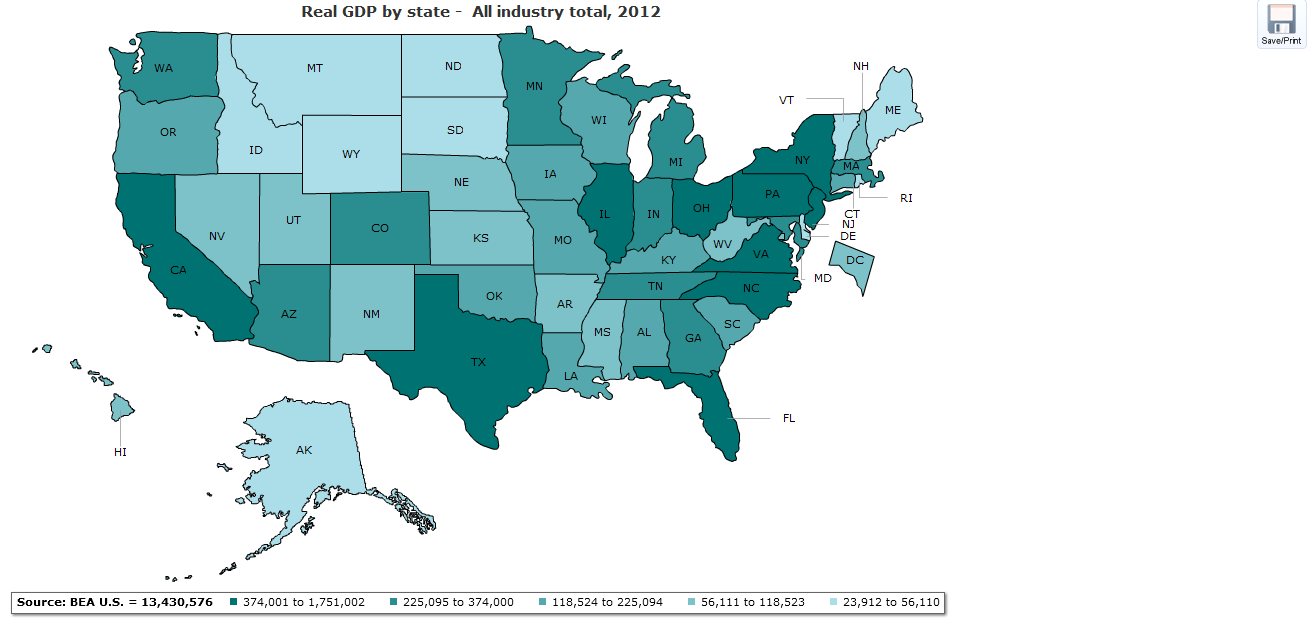 Real GDP by state - All industry total, 2012
Save/Print
NH
WA
MT
ND
MN
VT
ME
OR
ID
WY
SD
WI
MI
NY
MA
NE
IA
PA
RI
NV
UT
CO
KS
MO
IL
IN
OH
WV
VA
CT
NJ
DE
DC
CA
KY
MD
AZ
NM
OK
AR
TN
NC
MS
AL
GA
SC
TX
LA
FL
HI
AK
Source: BEA U.S. = 13,430,576 374,001 to 1,751,002 225,095 to 374,000 118,524 to 225,094 56,111 to 118,523 23,912 to 56,110